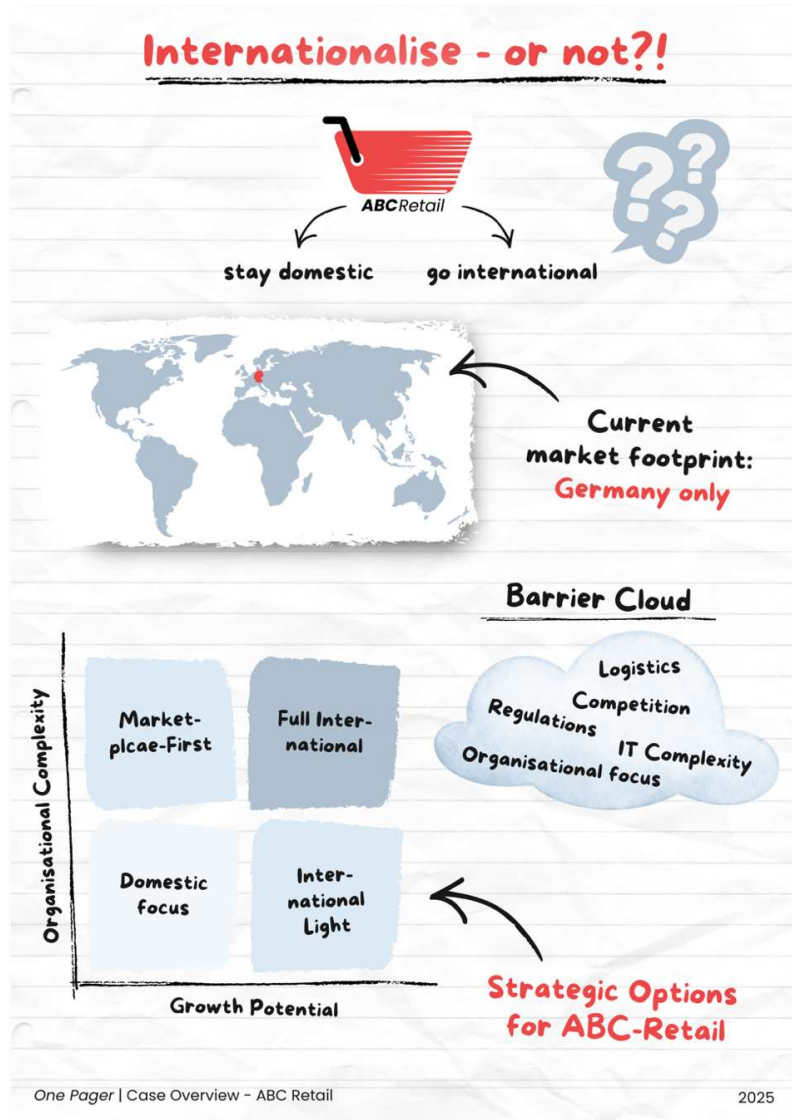 Internationalise - or not?!
ABCRetail
stay domestic
go international
Current
market footprint:
Germany only
Barrier Cloud
Logistics
Competition
Regulations
IT Complexity
Organisational focus
Organisational Complexity
Market-
plcae-First
Full Inter-
national
Domestic
focus
Inter-
national
Light
Growth Potential
Strategic Options
for ABC-Retail
One Pager | Case Overview - ABC Retail
2025